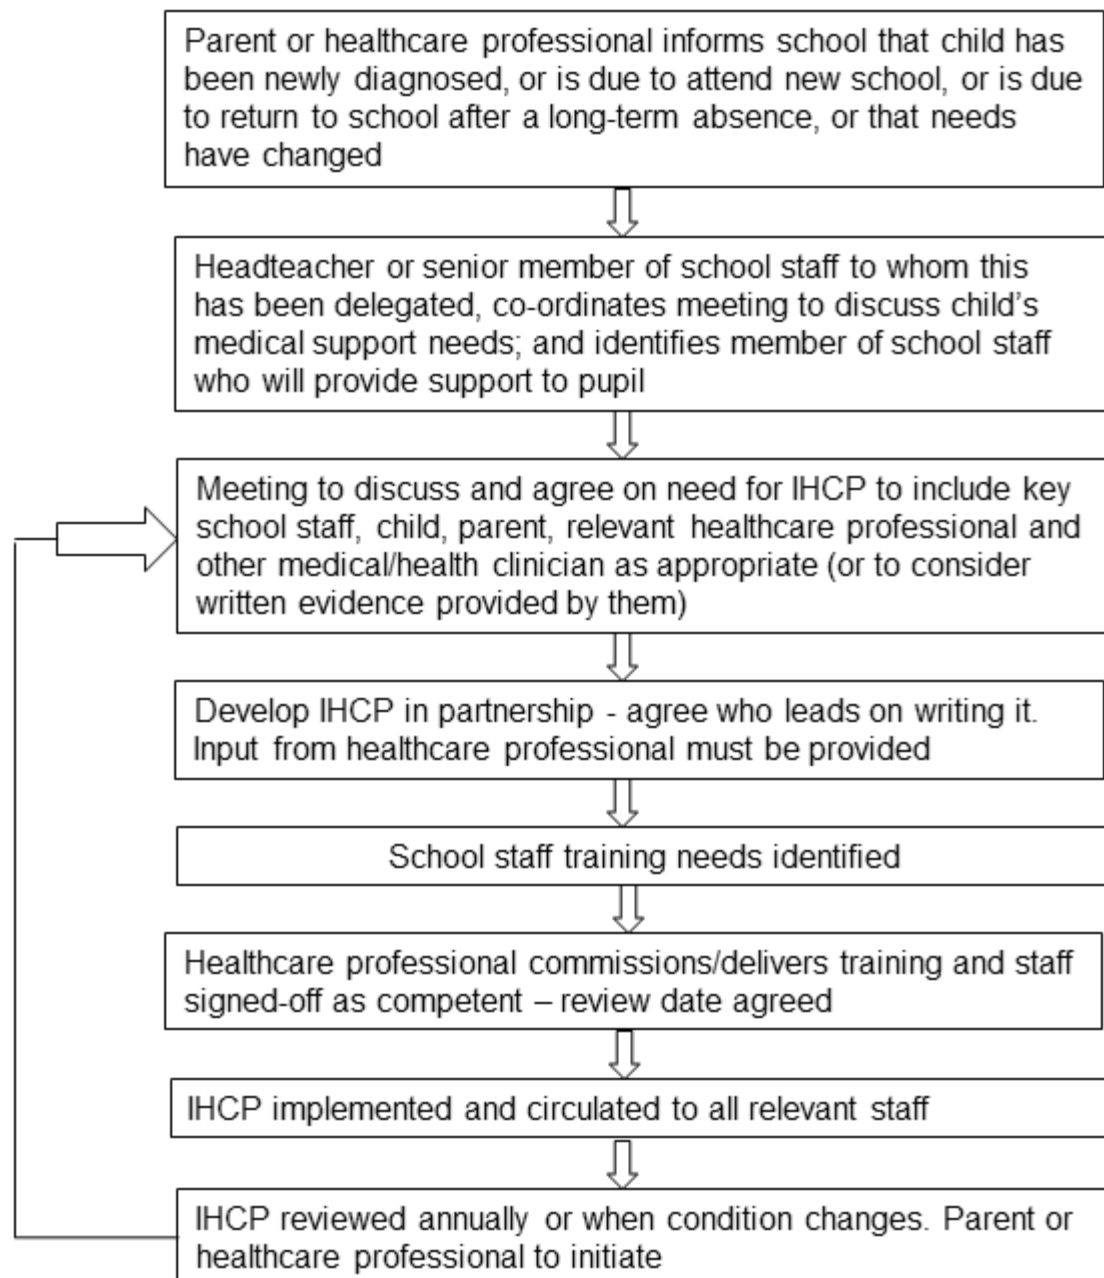 Parent or healthcare professional informs school that child has
been newly diagnosed, or is due to attend new school, or is due
to return to school after a long-term absence, or that needs
have changed
Headteacher or senior member of school staff to whom this
has been delegated, co-ordinates meeting to discuss child's
medical support needs; and identifies member of school staff
who will provide support to pupil
Meeting to discuss and agree on need for IHCP to include key
school staff, child, parent, relevant healthcare professional and
other medical/health clinician as appropriate (or to consider
written evidence provided by them)
Develop IHCP in partnership - agree who leads on writing it.
Input from healthcare professional must be provided
School staff training needs identified
Healthcare professional commissions/delivers training and staff
signed-off as competent – review date agreed
IHCP implemented and circulated to all relevant staff
IHCP reviewed annually or when condition changes. Parent or
healthcare professional to initiate